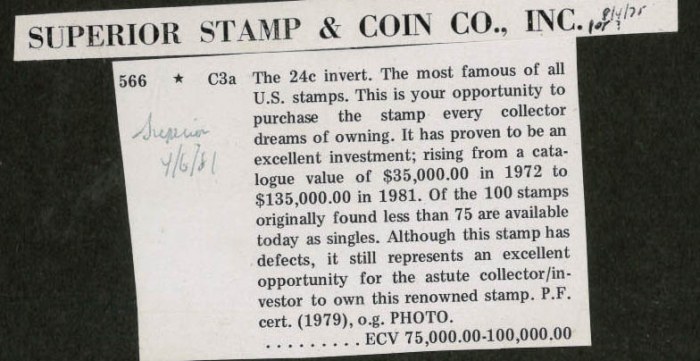 SUPERIOR STAMP & COIN CO., INC.
566 ★ C3a The 24c invert. The most famous of all
U.S. stamps. This is your opportunity to
purchase the stamp every collector
dreams of owning. It has proven to be an
excellent investment; rising from a cata-
logue value of $35,000.00 in 1972 to
$135,000.00 in 1981. Of the 100 stamps
originally found less than 75 are available
today as singles. Although this stamp has
defects, it still represents an excellent
opportunity for the astute collector/in-
vestor to own this renowned stamp. P.F.
cert. (1979), o.g. PHOTO.
. . . . . . . . . ECV 75,000.00-100,000.00
Superior
4/6/81